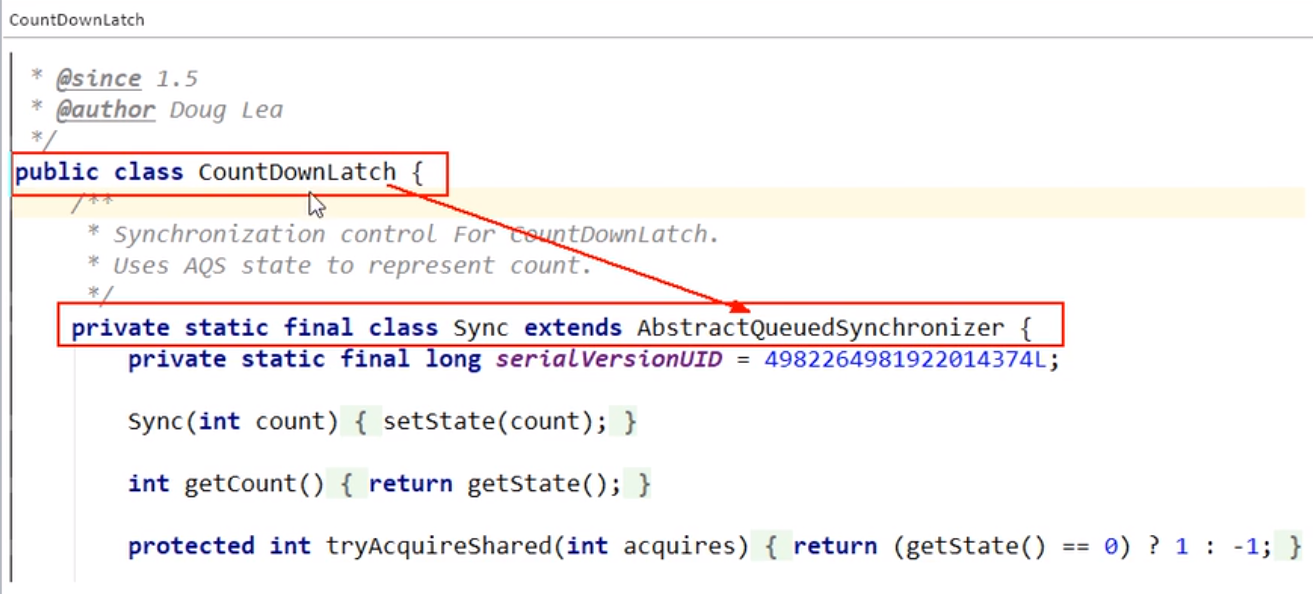 CountDownLatch
* @since 1.5
* @author Doug Lea
*/
public class CountDownLatch {
/**
* Synchronization control For CountDownLatch.
* Uses AQS state to represent count.
*/
private static final class Sync extends AbstractQueuedSynchronizer {
private static final long serialVersionUID = 4982264981922014374L;
Sync(int count) { setState(count); }
int getCount() { return getState(); }
protected int tryAcquireShared(int acquires) { return (getState() == 0) ? 1 : -1; }